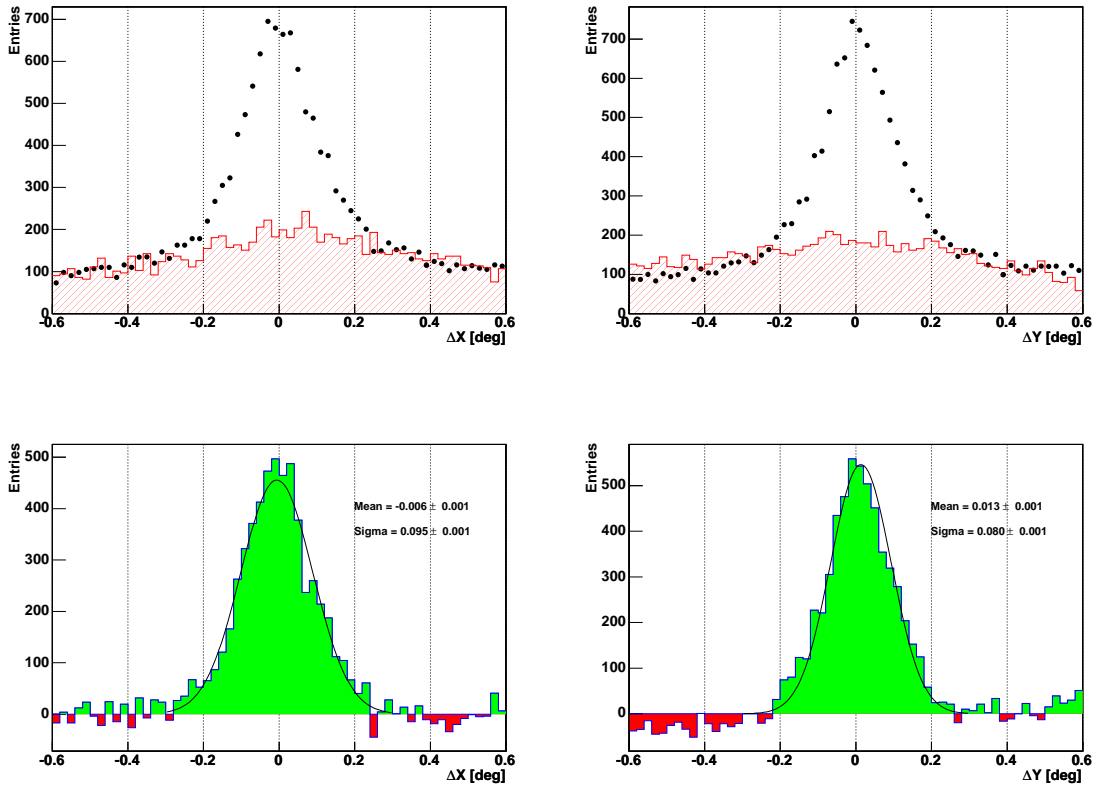 Entries
700
600
500
400
300
200
100
0
-0.6 -0.4 -0.2 0 0.2 0.4 0.6
ΔX [deg]
Entries
700
600
500
400
300
200
100
0
-0.6 -0.4 -0.2 0 0.2 0.4 0.6
ΔY [deg]
Entries
500
400
300
200
100
0
Mean = -0.006 ± 0.001
Sigma = 0.095 ± 0.001
-0.6 -0.4 -0.2 0 0.2 0.4 0.6
ΔX [deg]
Entries
500
400
300
200
100
0
Mean = 0.013 ± 0.001
Sigma = 0.080 ± 0.001
-0.6 -0.4 -0.2 0 0.2 0.4 0.6
ΔY [deg]